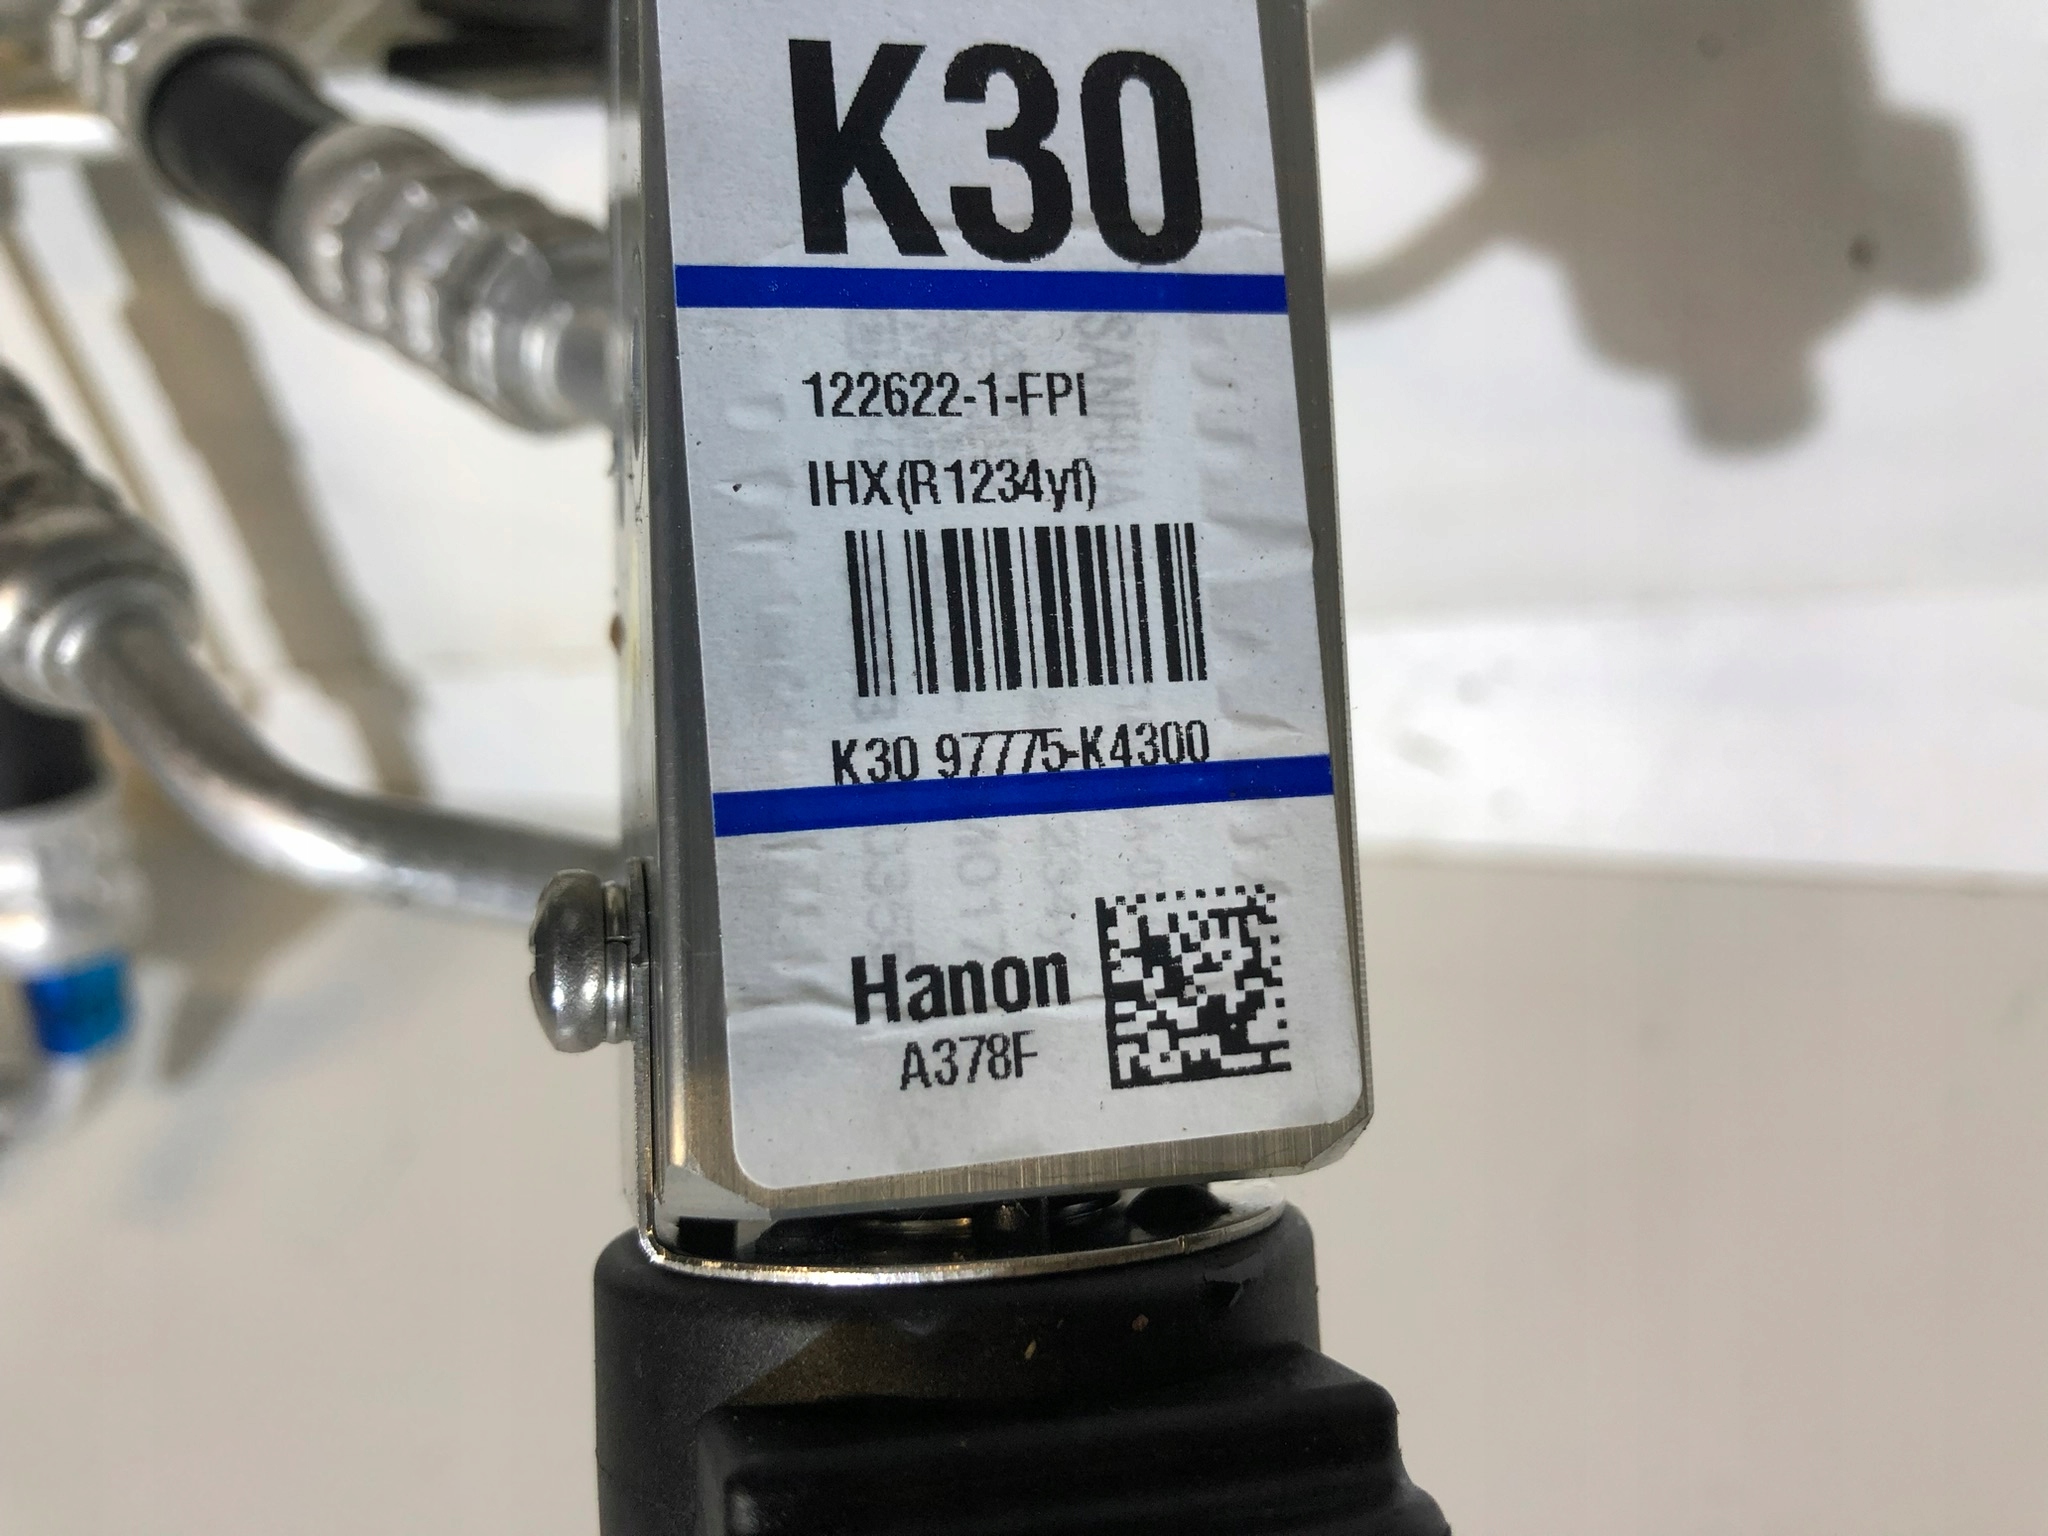 K30
122622-1-FPI
IHX(R1234yf)
K30 97775-K4300
Hanon
A378F